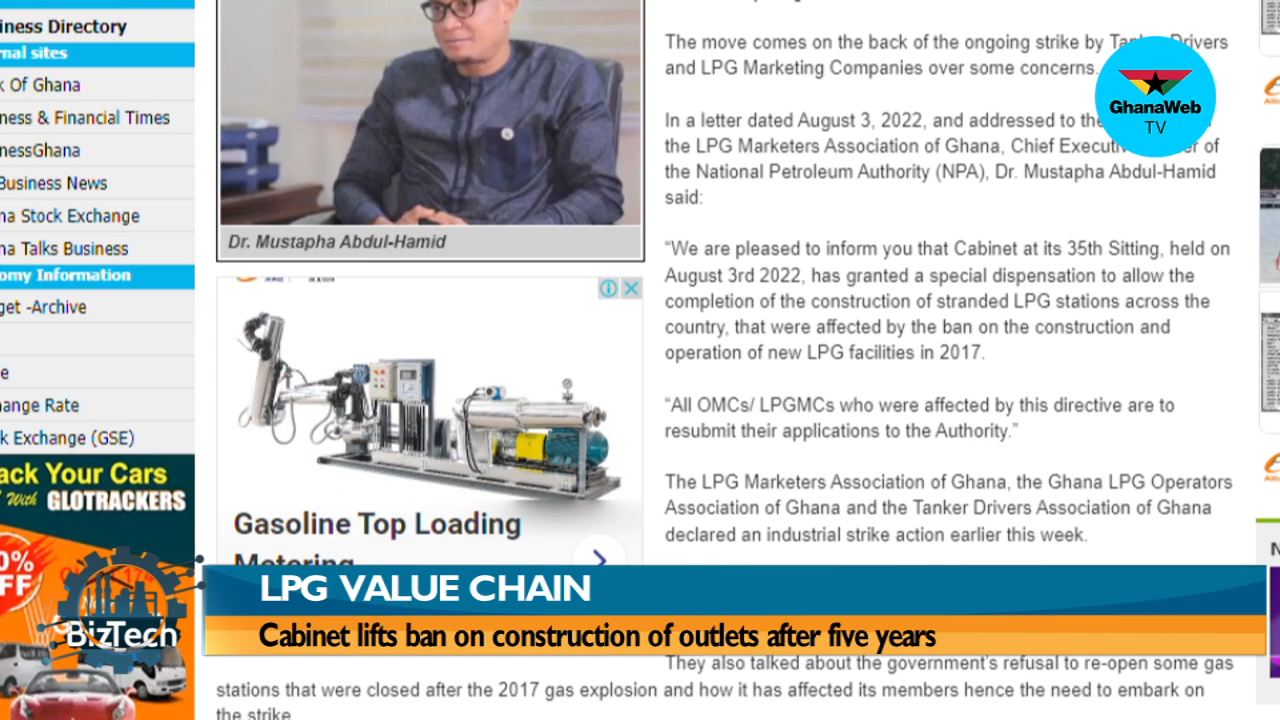 iness Directory
rnal sites
k Of Ghana
ness & Financial Times
nessGhana
Business News
na Stock Exchange
na Talks Business
omy Information
get -Archive
e
ange Rate
k Exchange (GSE)
ack Your Cars
With GLOTRACKERS
0%
FF
BizTech
Dr. Mustapha Abdul-Hamid
Gasoline Top Loading
Metering
The move comes on the back of the ongoing strike by Tanker Drivers
and LPG Marketing Companies over some concerns.
In a letter dated August 3, 2022, and addressed to the
the LPG Marketers Association of Ghana, Chief Executive of
the National Petroleum Authority (NPA), Dr. Mustapha Abdul-Hamid
said:
“We are pleased to inform you that Cabinet at its 35th Sitting, held on
August 3rd 2022, has granted a special dispensation to allow the
completion of the construction of stranded LPG stations across the
country, that were affected by the ban on the construction and
operation of new LPG facilities in 2017.
“All OMCs/ LPGMCs who were affected by this directive are to
resubmit their applications to the Authority.”
The LPG Marketers Association of Ghana, the Ghana LPG Operators
Association of Ghana and the Tanker Drivers Association of Ghana
declared an industrial strike action earlier this week.
GhanaWeb
TV
LPG VALUE CHAIN
Cabinet lifts ban on construction of outlets after five years
They also talked about the government's refusal to re-open some gas
stations that were closed after the 2017 gas explosion and how it has affected its members hence the need to embark on
the strike